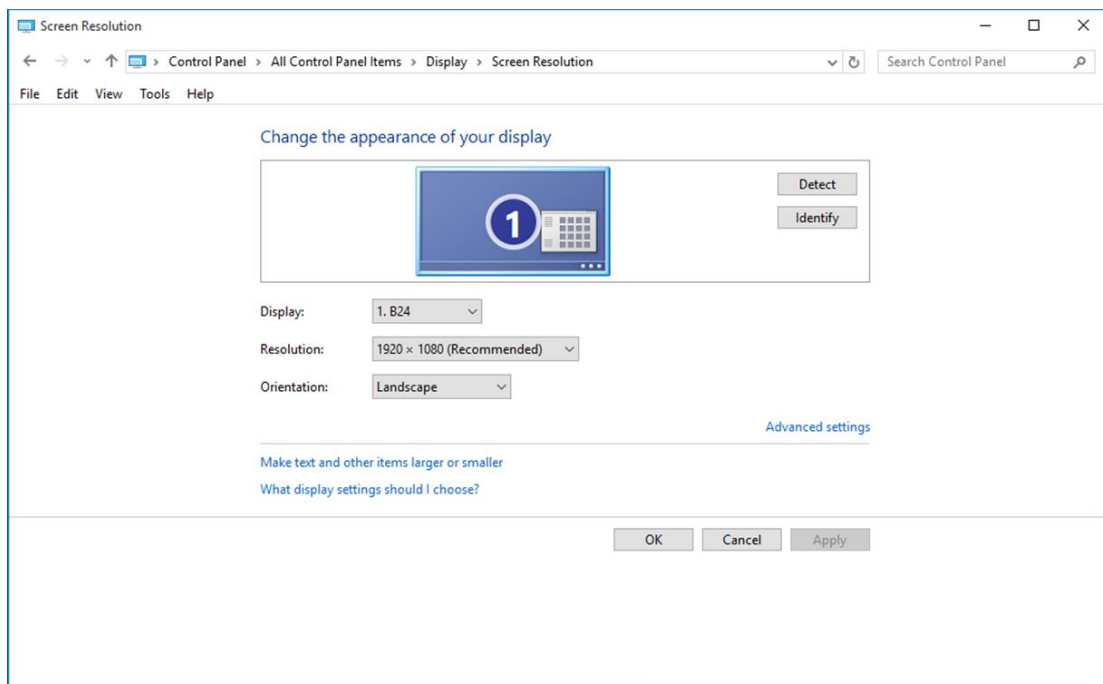 Screen Resolution
Control Panel > All Control Panel Items > Display > Screen Resolution
Search Control Panel
File Edit View Tools Help
Change the appearance of your display
1
Detect
Identify
Display: 1. B24
Resolution: 1920 × 1080 (Recommended)
Orientation: Landscape
Advanced settings
Make text and other items larger or smaller
What display settings should I choose?
OK Cancel Apply